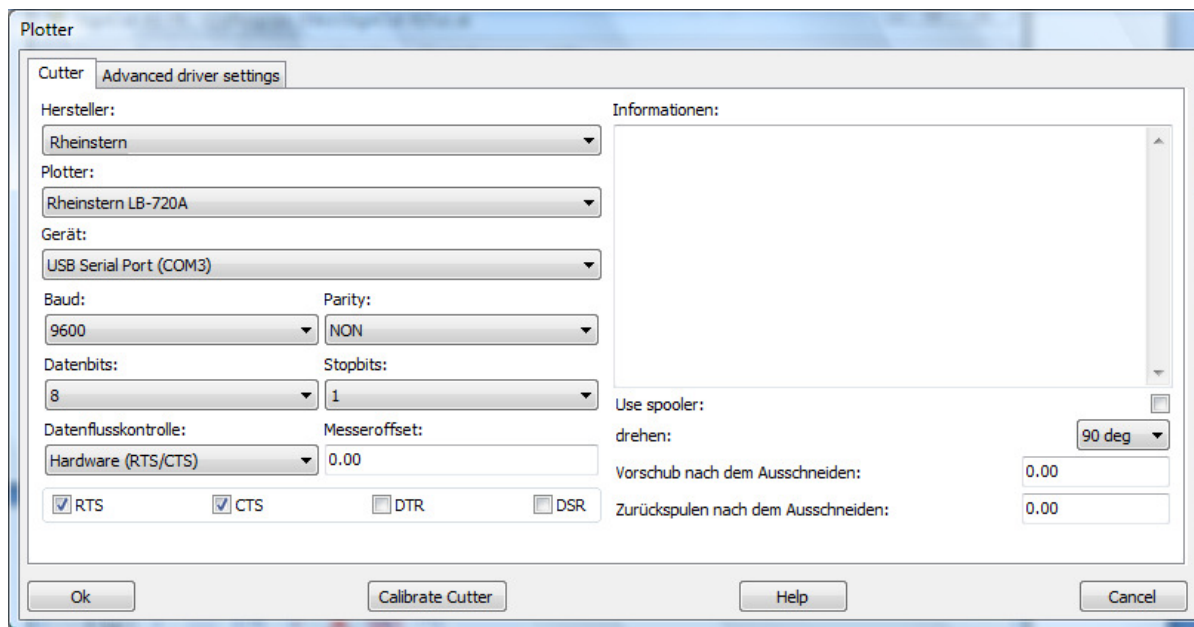 Plotter
Cutter
Advanced driver settings
Hersteller:
Rheinstern
Plotter:
Rheinstern LB-720A
Gerät:
USB Serial Port (COM3)
Baud: Parity:
9600 NON
Datenbits: Stopbits:
8 1
Datenflusskontrolle: Messeroffset:
Hardware (RTS/CTS) 0.00
RTS CTS DTR DSR
Informationen:
Use spooler:
drehen: 90 deg
Vorschub nach dem Ausschneiden: 0.00
Zurückspulen nach dem Ausschneiden: 0.00
Ok Calibrate Cutter Help Cancel